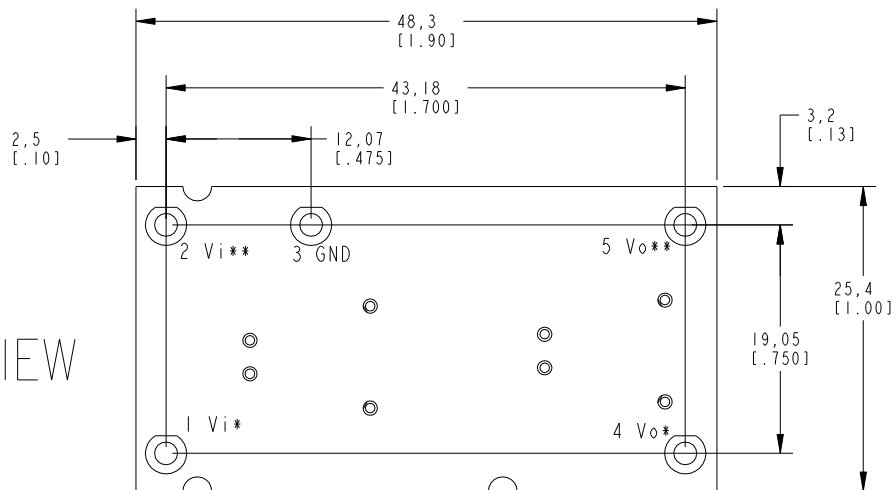 48,3
[1.90]
43,18
[1.700]
2,5
[.10]
12,07
[.475]
3,2
[.13]
2 Vi**
3 GND
5 Vo**
25,4
[1.00]
19,05
[.750]
IEW
1 Vi*
4 Vo*